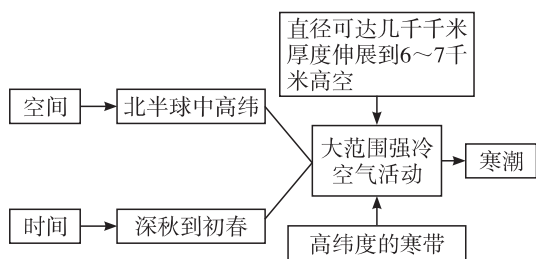 直径可达几千千米
厚度伸展到6～7千
米高空
空间
北半球中高纬
大范围强冷
空气活动
寒潮
时间
深秋到初春
高纬度的寒带